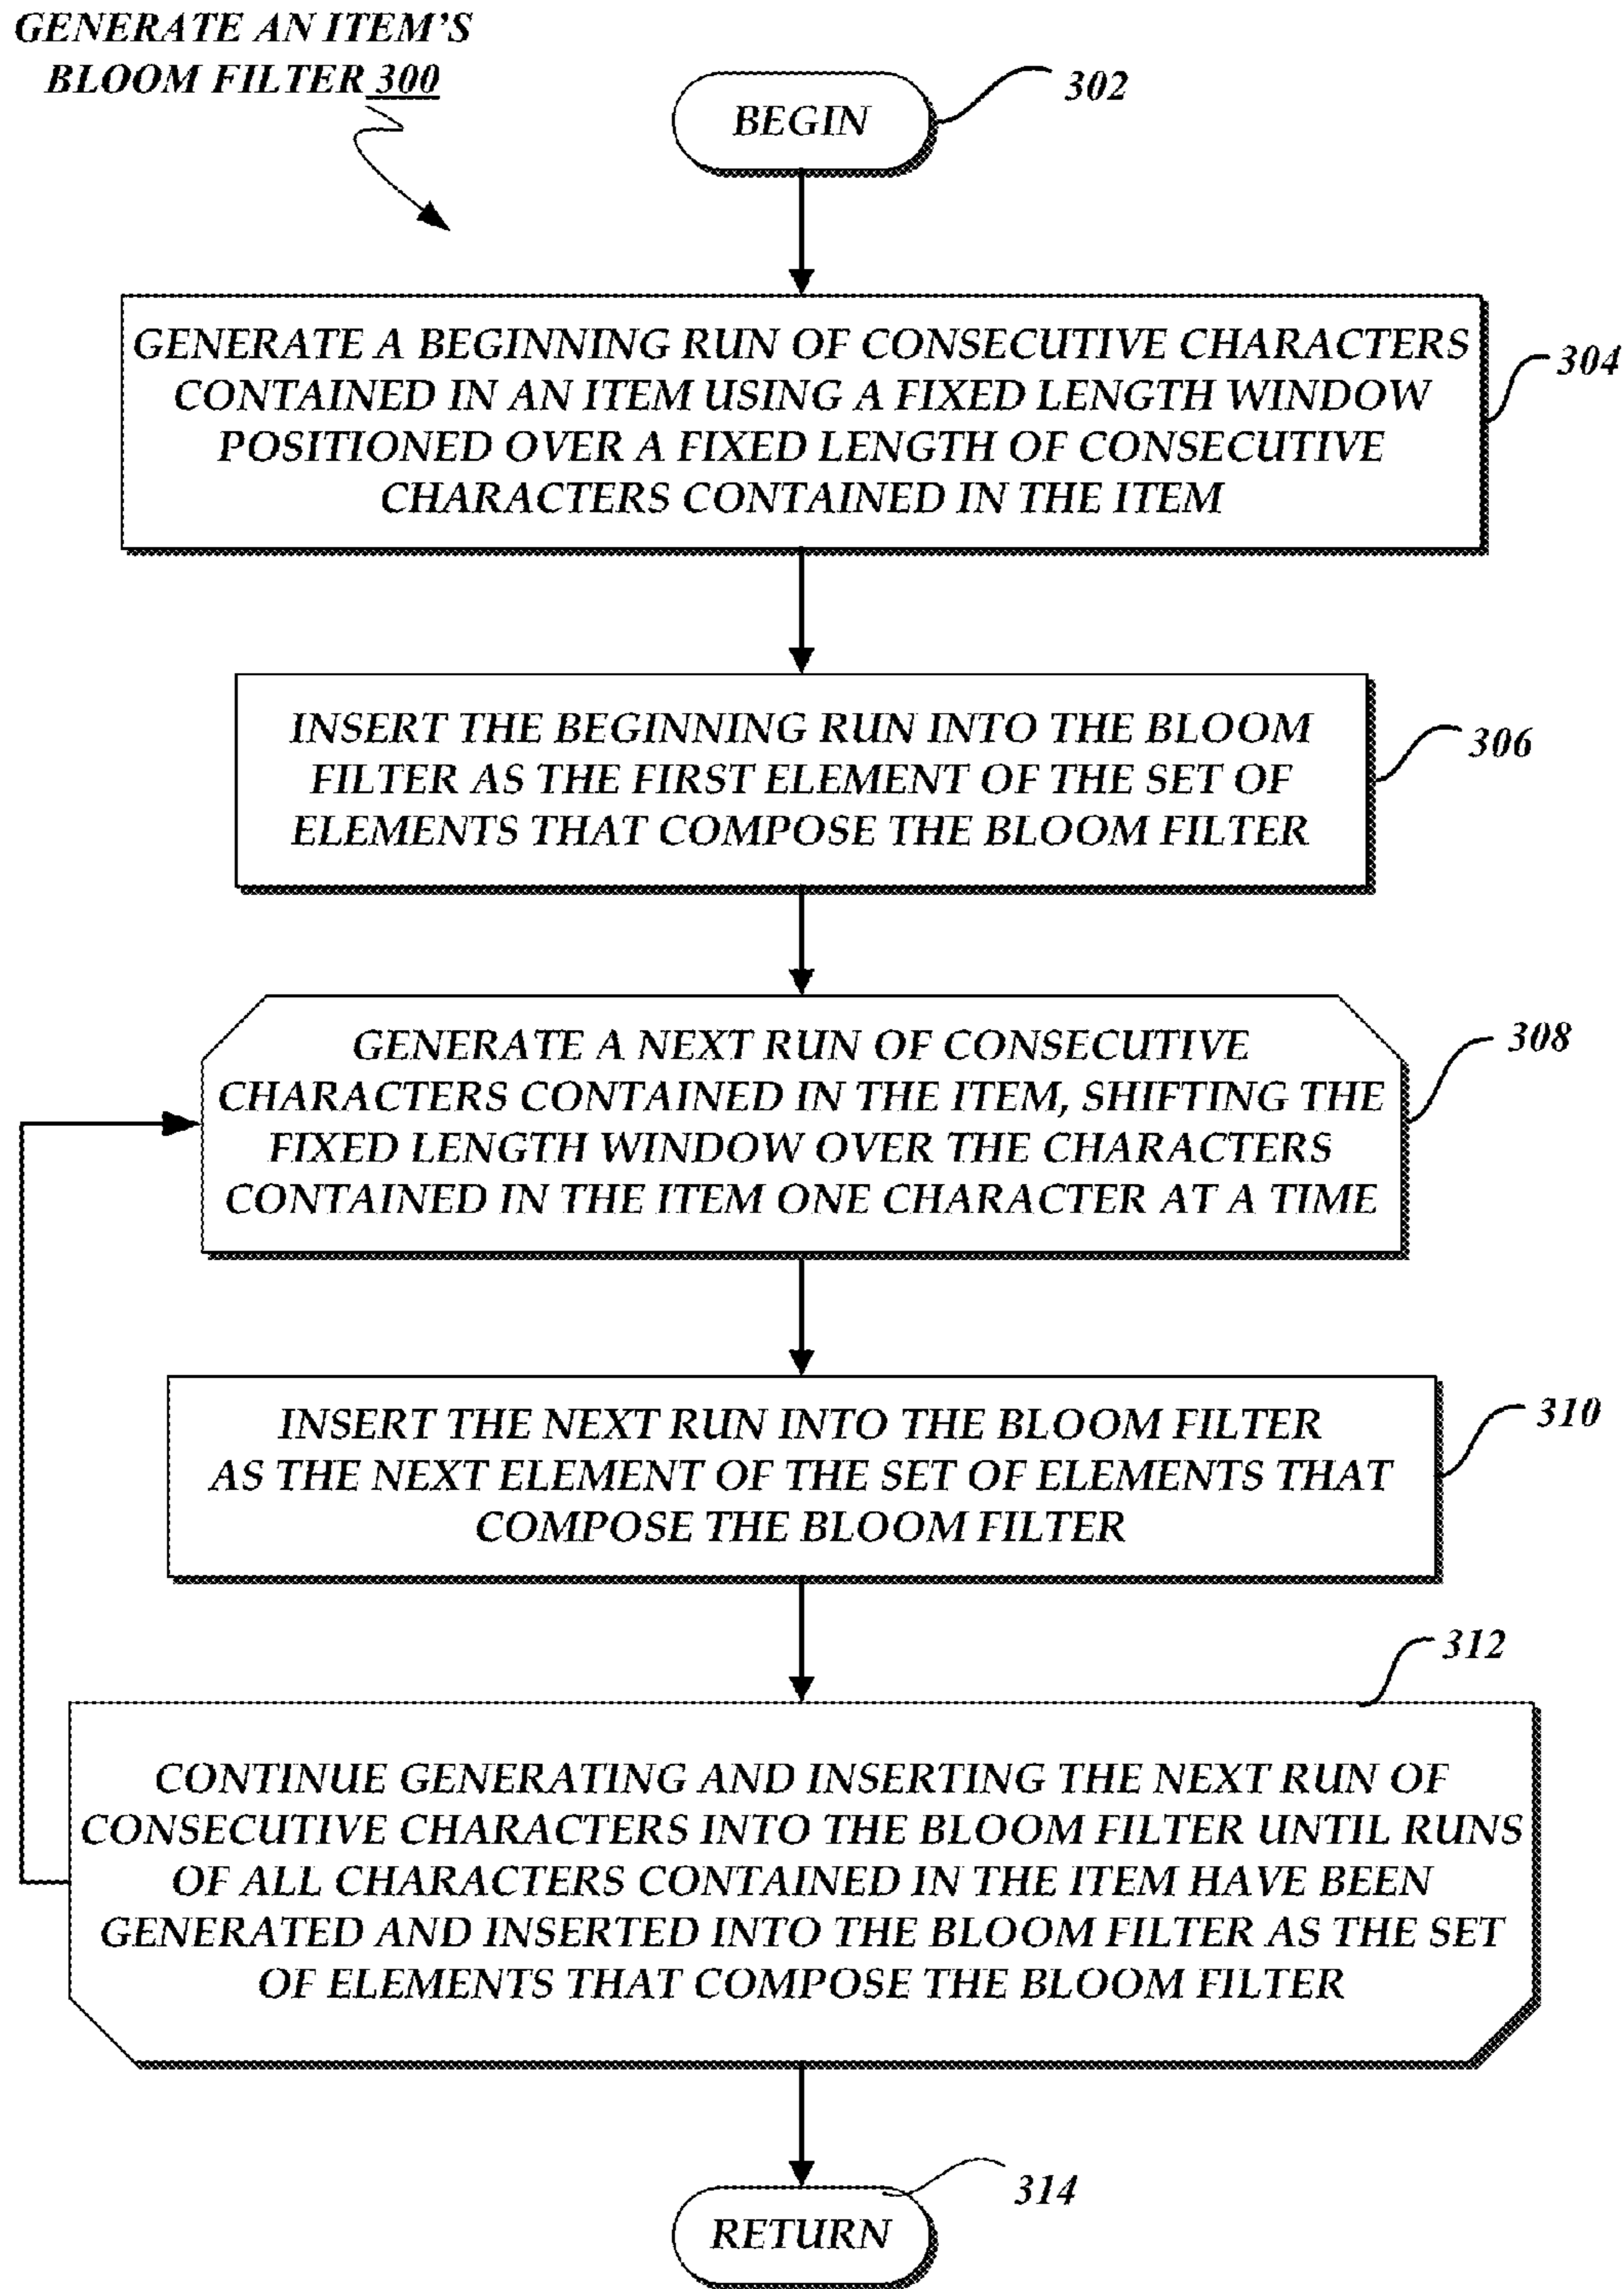 GENERATE AN ITEM'S
BLOOM FILTER 300
302
BEGIN
GENERATE A BEGINNING RUN OF CONSECUTIVE CHARACTERS
CONTAINED IN AN ITEM USING A FIXED LENGTH WINDOW
POSITIONED OVER A FIXED LENGTH OF CONSECUTIVE
CHARACTERS CONTAINED IN THE ITEM
304
INSERT THE BEGINNING RUN INTO THE BLOOM
FILTER AS THE FIRST ELEMENT OF THE SET OF
ELEMENTS THAT COMPOSE THE BLOOM FILTER
306
GENERATE A NEXT RUN OF CONSECUTIVE
CHARACTERS CONTAINED IN THE ITEM, SHIFTING THE
FIXED LENGTH WINDOW OVER THE CHARACTERS
CONTAINED IN THE ITEM ONE CHARACTER AT A TIME
308
INSERT THE NEXT RUN INTO THE BLOOM FILTER
AS THE NEXT ELEMENT OF THE SET OF ELEMENTS THAT
COMPOSE THE BLOOM FILTER
310
312
CONTINUE GENERATING AND INSERTING THE NEXT RUN OF
CONSECUTIVE CHARACTERS INTO THE BLOOM FILTER UNTIL RUNS
OF ALL CHARACTERS CONTAINED IN THE ITEM HAVE BEEN
GENERATED AND INSERTED INTO THE BLOOM FILTER AS THE SET
OF ELEMENTS THAT COMPOSE THE BLOOM FILTER
314
RETURN